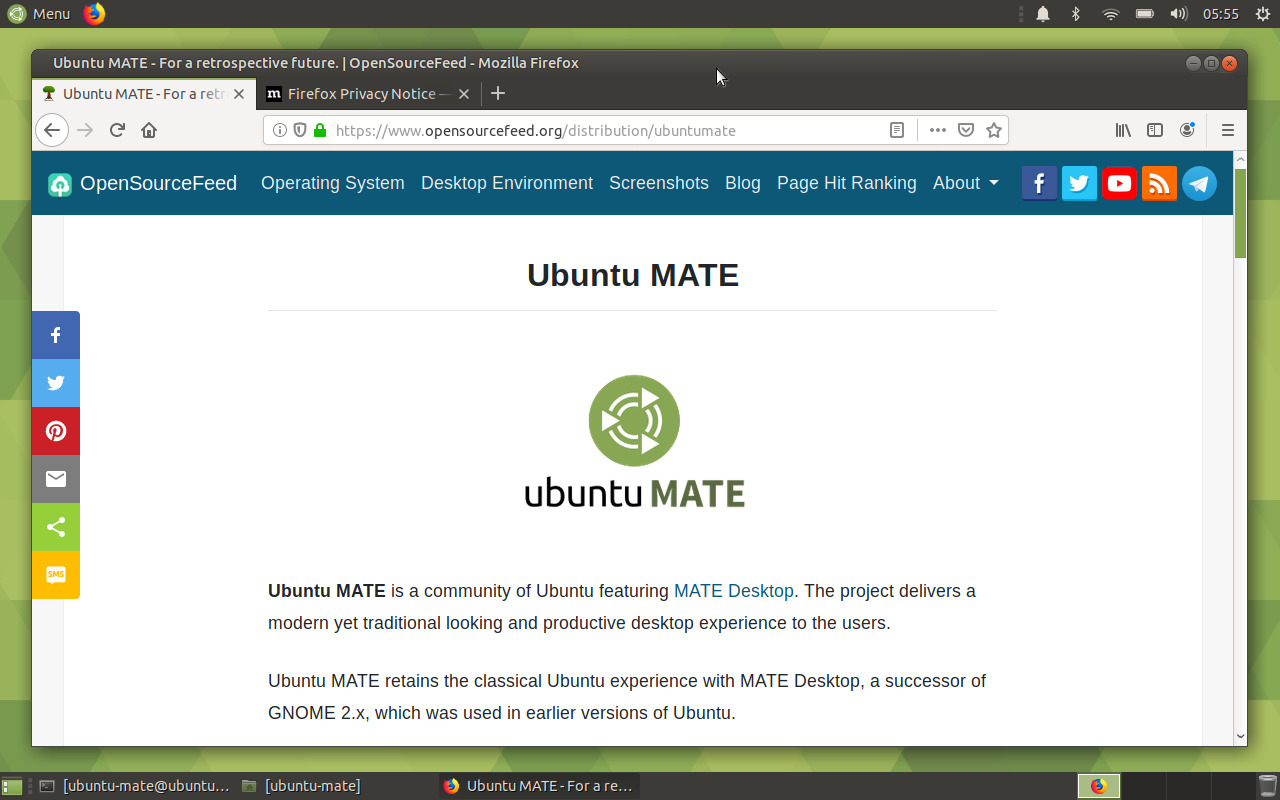 Menu
05:55
Ubuntu MATE - For a retrospective future. | OpenSourceFeed - Mozilla Firefox
Ubuntu MATE - For a retr
m Firefox Privacy Notice —
https://www.opensourcefeed.org/distribution/ubuntumate
OpenSourceFeed Operating System Desktop Environment Screenshots Blog Page Hit Ranking About
Ubuntu MATE
ubuntu MATE
SMS
Ubuntu MATE is a community of Ubuntu featuring MATE Desktop. The project delivers a
modern yet traditional looking and productive desktop experience to the users.
Ubuntu MATE retains the classical Ubuntu experience with MATE Desktop, a successor of
GNOME 2.x, which was used in earlier versions of Ubuntu.
[ubuntu-mate@ubuntu... [ubuntu-mate] Ubuntu MATE - For a re...